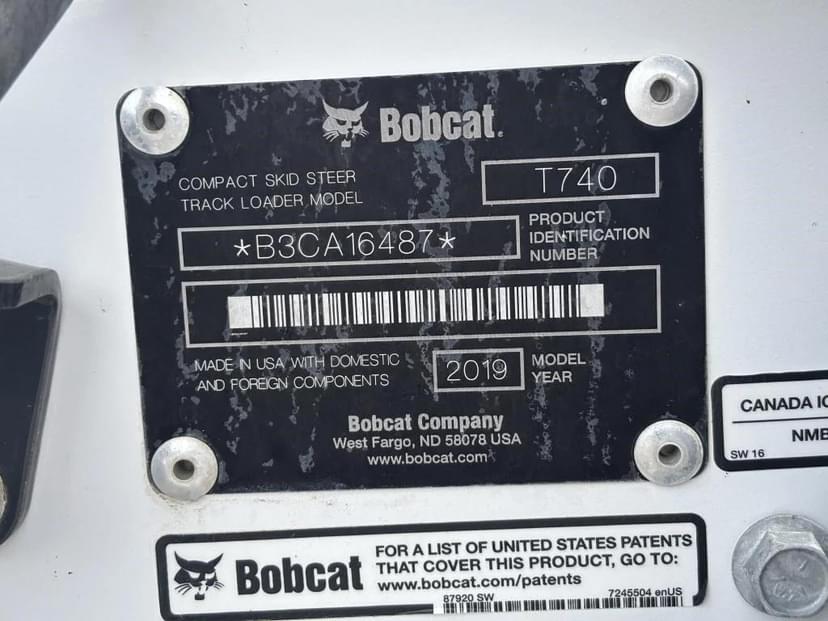 Bobcat.
COMPACT SKID STEER
TRACK LOADER MODEL
T740
*B3CA16487*
PRODUCT
IDENTIFICATION
NUMBER
MADE IN USA WITH DOMESTIC
AND FOREIGN COMPONENTS
2019
MODEL
YEAR
Bobcat Company
West Fargo, ND 58078 USA
www.bobcat.com
CANADA
NMB
SW 16
Bobcat
FOR A LIST OF UNITED STATES PATENTS
THAT COVER THIS PRODUCT, GO TO:
www.bobcat.com/patents
87920 SW
7245504 enUS